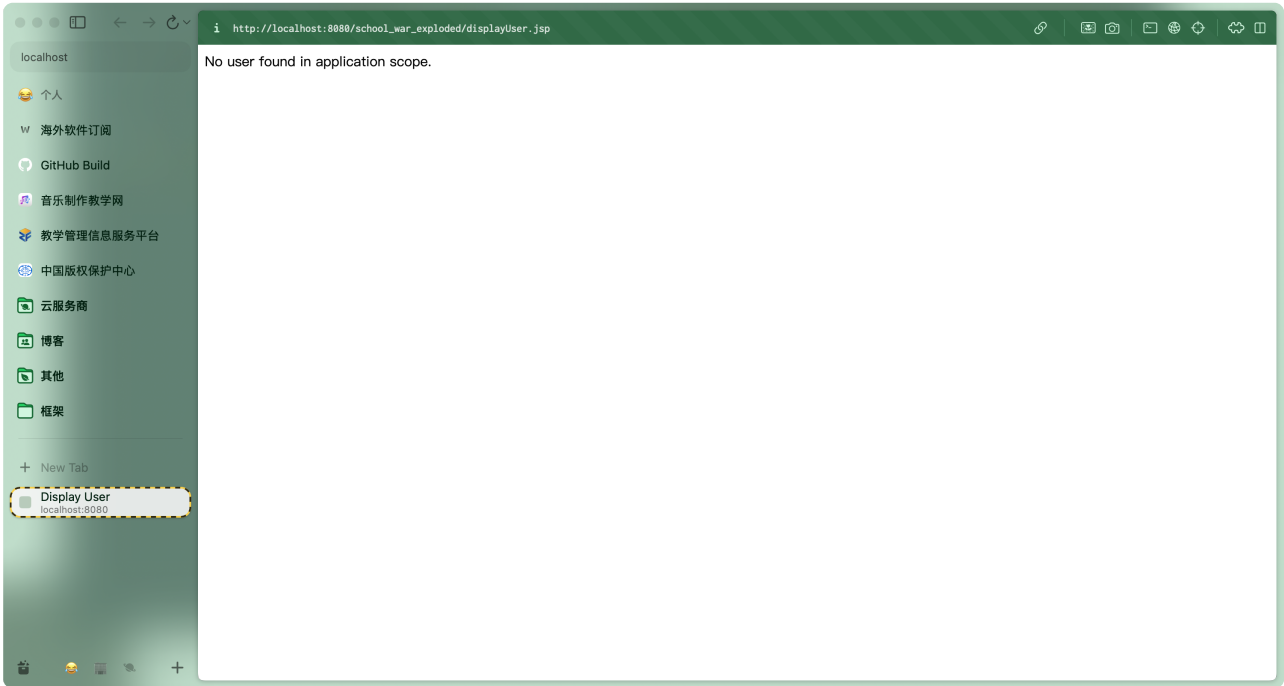 http://localhost:8080/school_war_exploded/displayUser.jsp
localhost
个人
海外软件订阅
GitHub Build
音乐制作教学网
教学管理信息服务平台
中国版权保护中心
云服务商
博客
其他
框架
New Tab
Display User
localhost:8080
No user found in application scope.